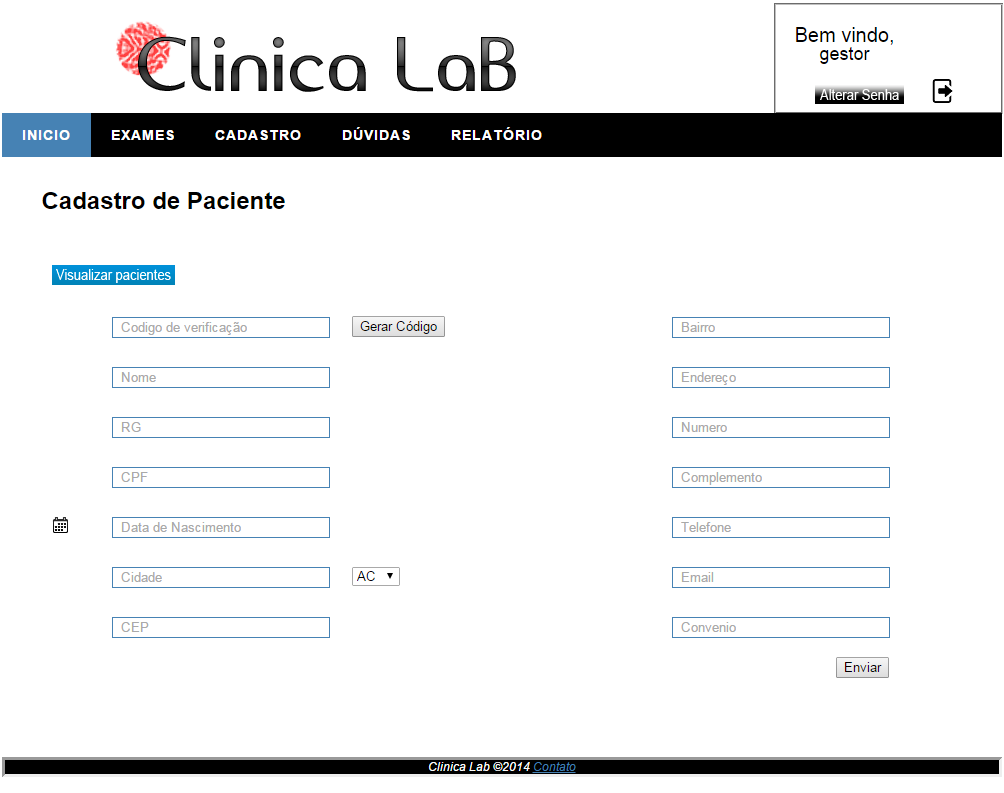 Clinica LaB
Bem vindo,
gestor
Alterar Senha
INICIO EXAMES CADASTRO DÚVIDAS RELATÓRIO
Cadastro de Paciente
Visualizar pacientes
Codigo de verificação Gerar Código Bairro
Nome Endereço
RG Numero
CPF Complemento
Data de Nascimento Telefone
Cidade AC Email
CEP Convenio
Enviar
Clinica Lab ©2014 Contato